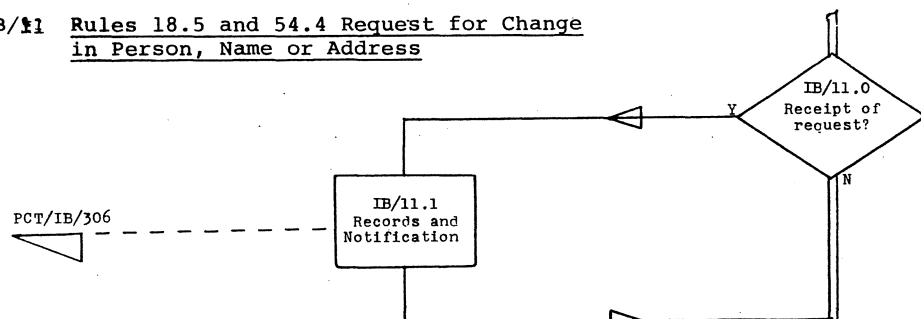 B/11 Rules 18.5 and 54.4 Request for Change
in Person, Name or Address
IB/11.0
Receipt of
request?
Y
N
IB/11.1
Records and
Notification
PCT/IB/306